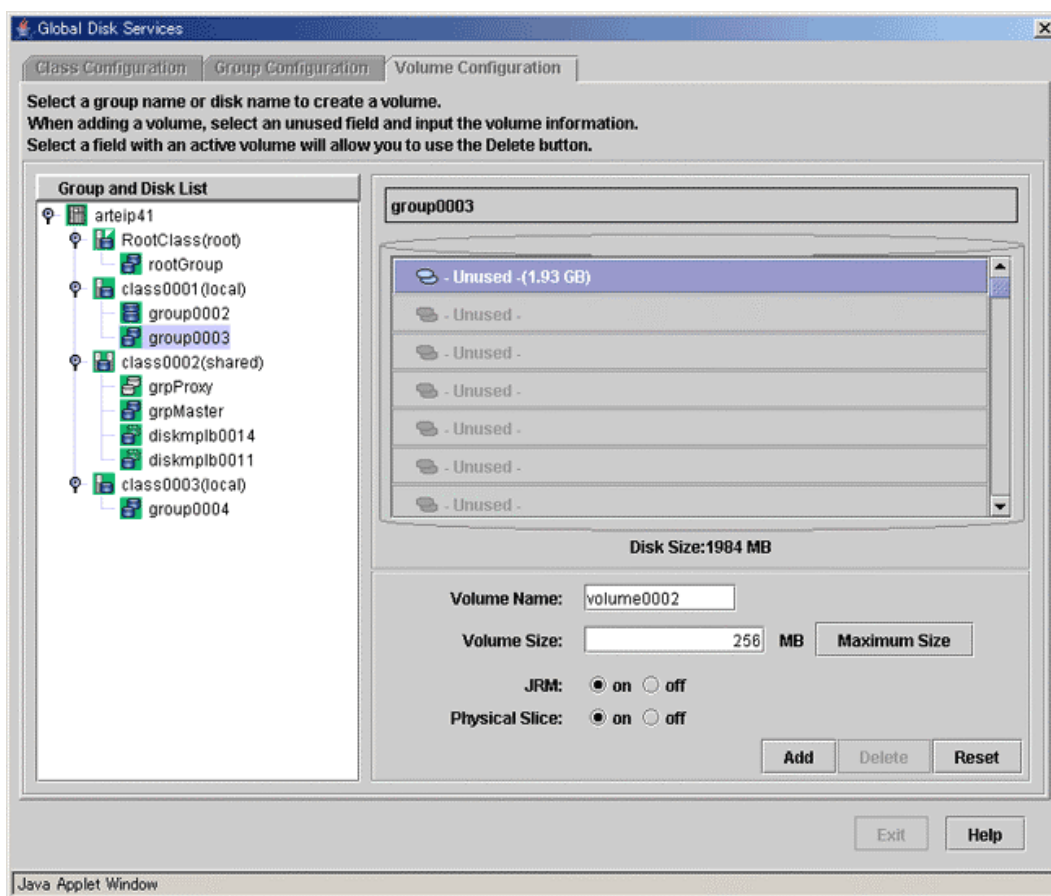 Global Disk Services
Class Configuration
Group Configuration
Volume Configuration
Select a group name or disk name to create a volume.
When adding a volume, select an unused field and input the volume information.
Select a field with an active volume will allow you to use the Delete button.
Group and Disk List
arteip41
RootClass(root)
rootGroup
class0001(local)
group0002
group0003
class0002(shared)
grpProxy
grpMaster
diskmplb0014
diskmplb0011
class0003(local)
group0004
group0003
- Unused -(1.93 GB)
- Unused -
- Unused -
- Unused -
- Unused -
- Unused -
- Unused -
Disk Size:1984 MB
Volume Name: volume0002
Volume Size: 256 MB Maximum Size
JRM: on off
Physical Slice: on off
Add Delete Reset
Exit Help
Java Applet Window